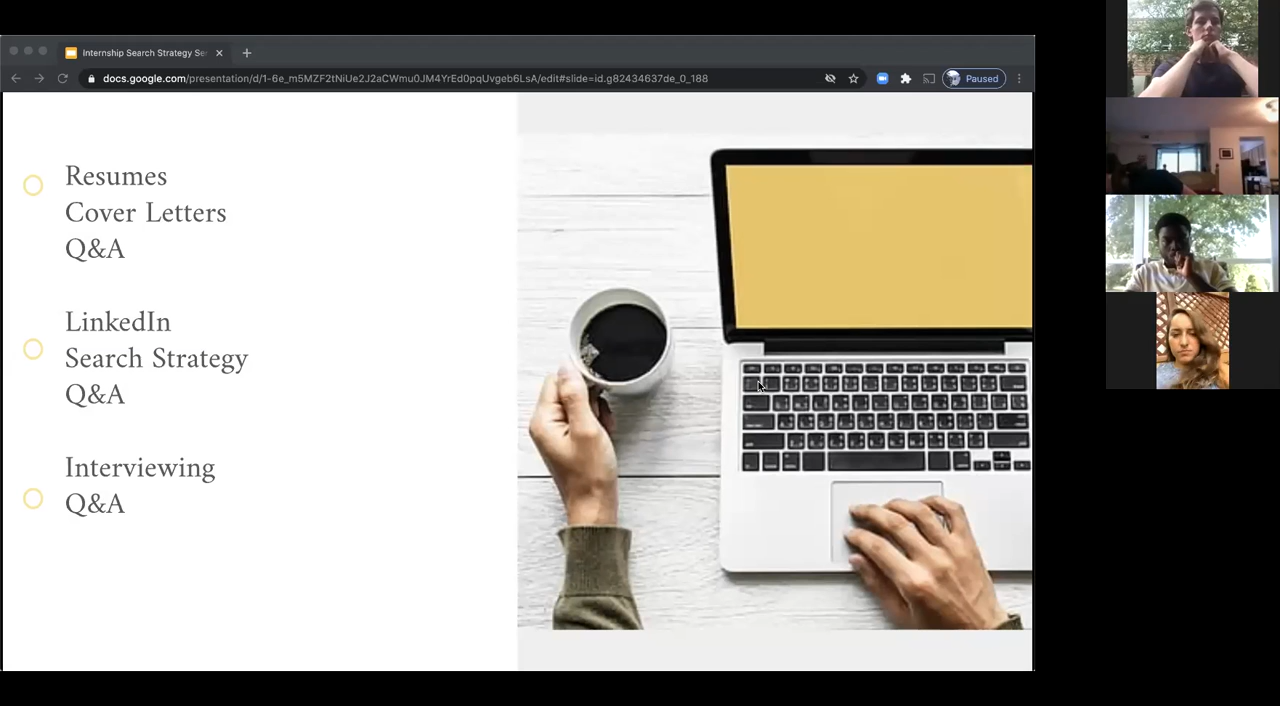 Internship Search Strategy Ser
docs.google.com/presentation/d/1-6e_m5MZF2tNiUe2J2aCWmu0JM4YrEd0pqUvgeb6LsA/edit#slide=id.g82434637de_0_188
Paused
Resumes
Cover Letters
Q&A
LinkedIn
Search Strategy
Q&A
Interviewing
Q&A